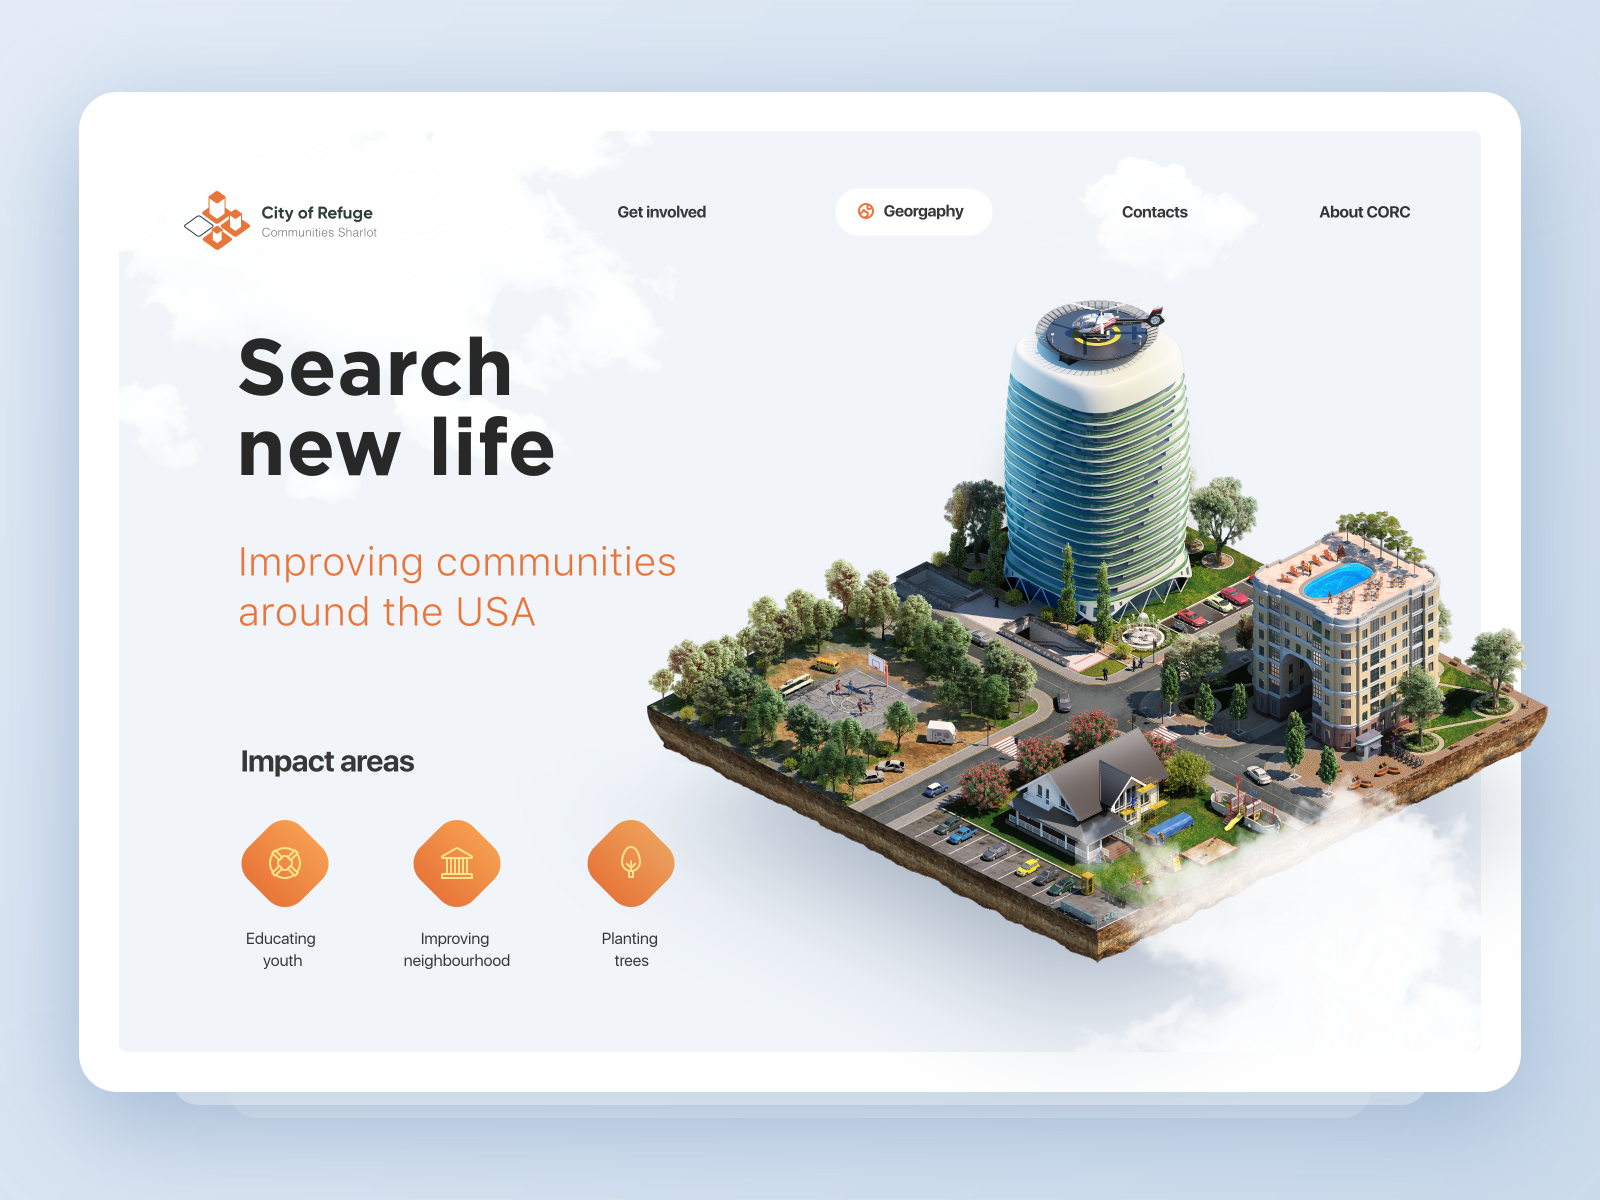 City of Refuge
Communities Sharlot
Get involved
Georgaphy
Contacts
About CORC
Search
new life
Improving communities
around the USA
Impact areas
Educating
youth
Improving
neighbourhood
Planting
trees